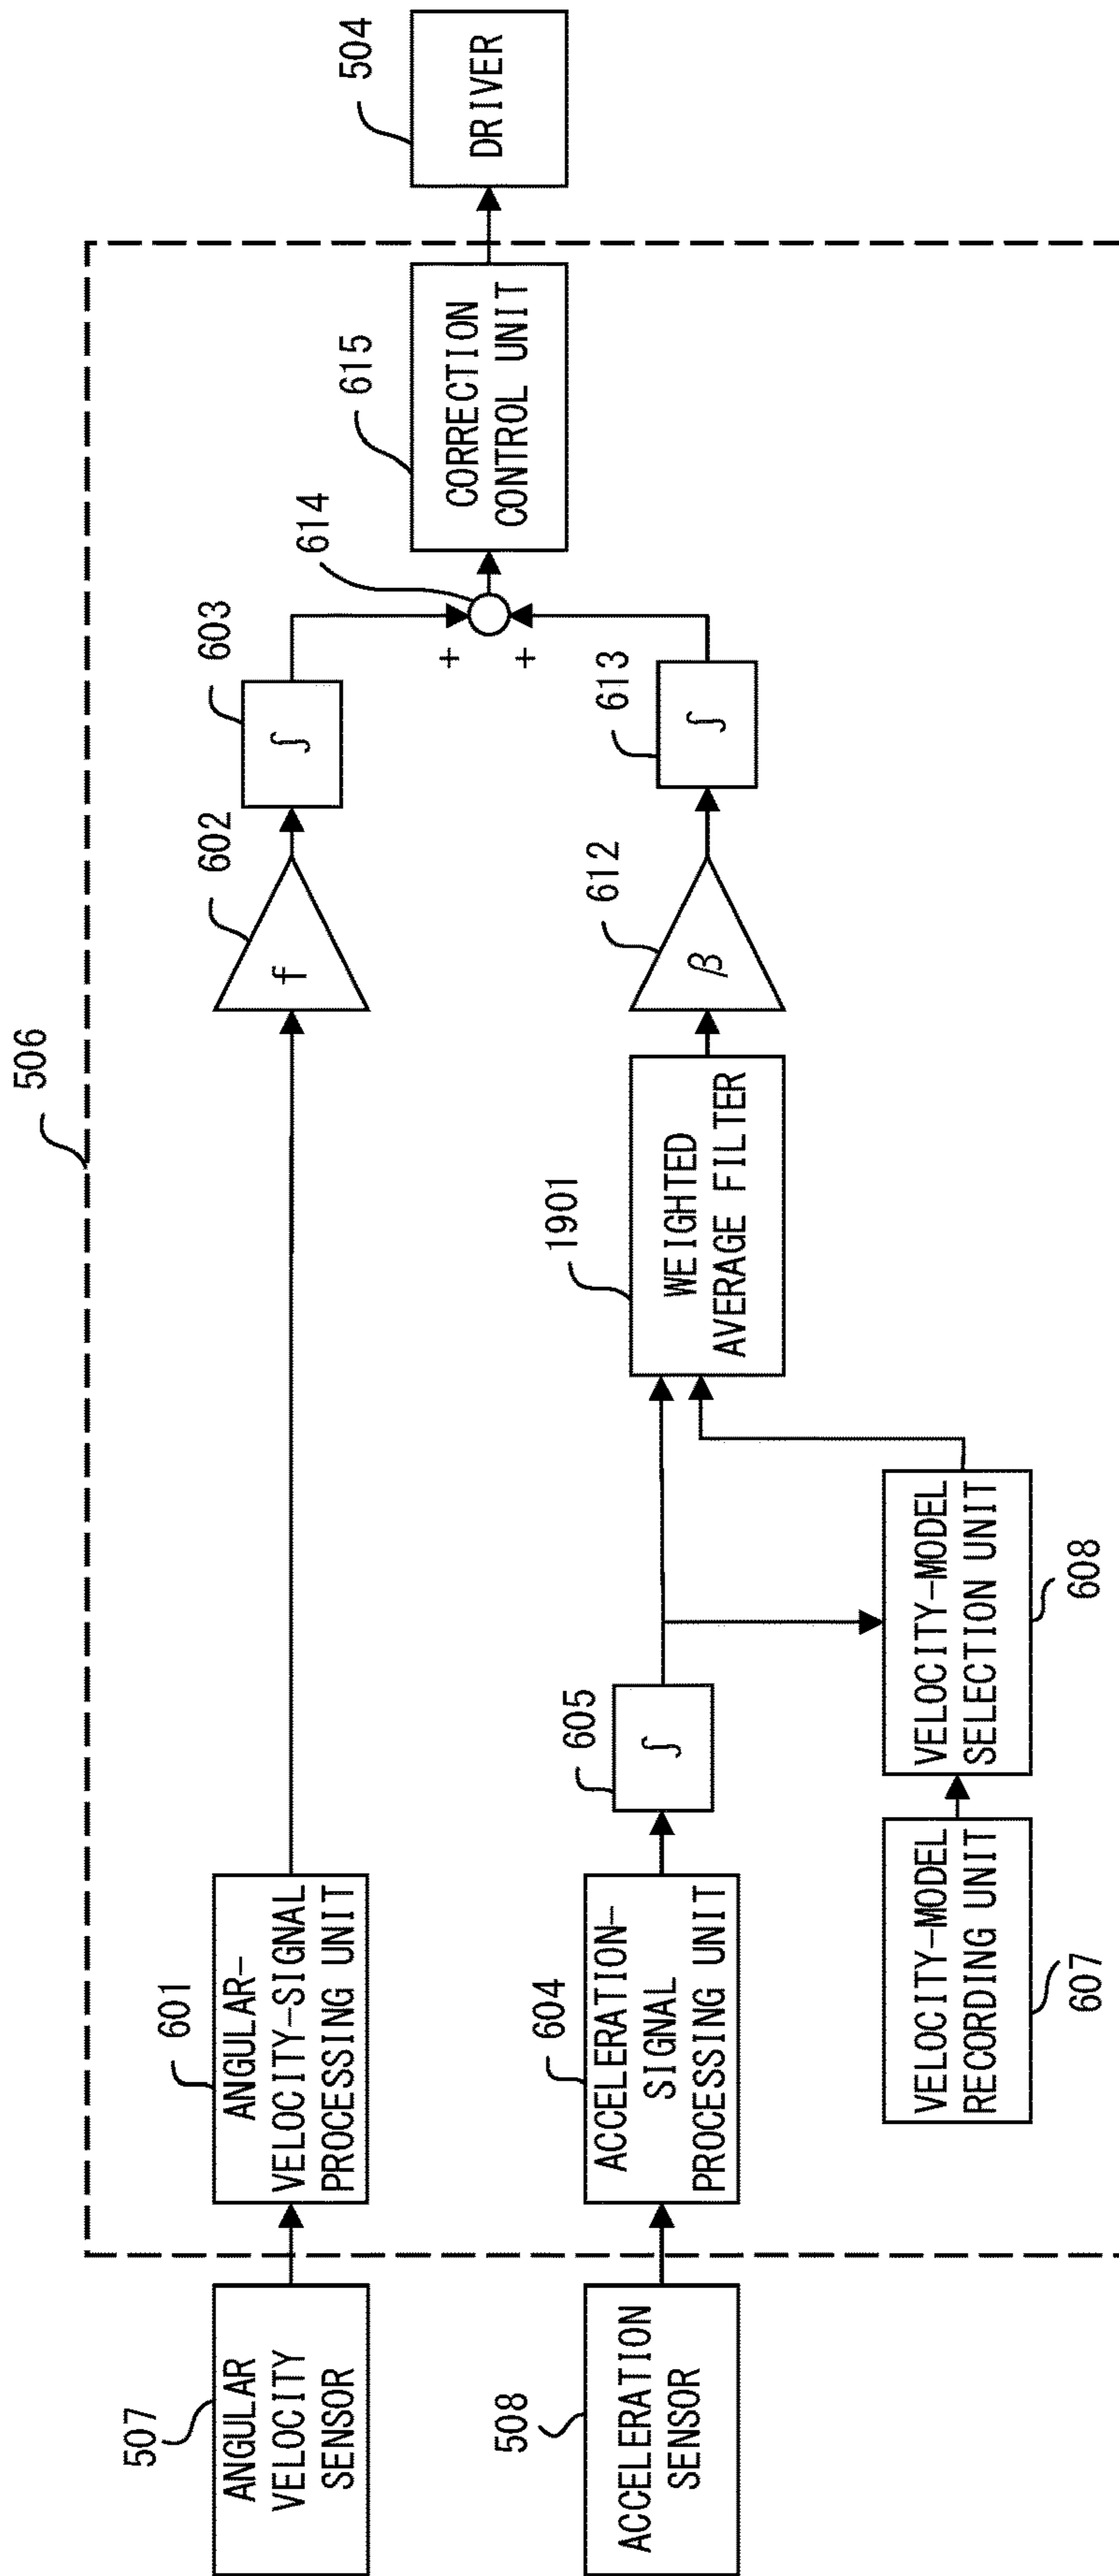 506
507
ANGULAR
VELOCITY
SENSOR
601
ANGULAR-
VELOCITY-SIGNAL
PROCESSING UNIT
602
f
603
∫
614
+
+
615
CORRECTION
CONTROL UNIT
504
DRIVER
508
ACCELERATION
SENSOR
604
ACCELERATION-
SIGNAL
PROCESSING UNIT
605
∫
1901
WEIGHTED
AVERAGE FILTER
612
β
613
∫
VELOCITY-MODEL
RECORDING UNIT
607
VELOCITY-MODEL
SELECTION UNIT
608